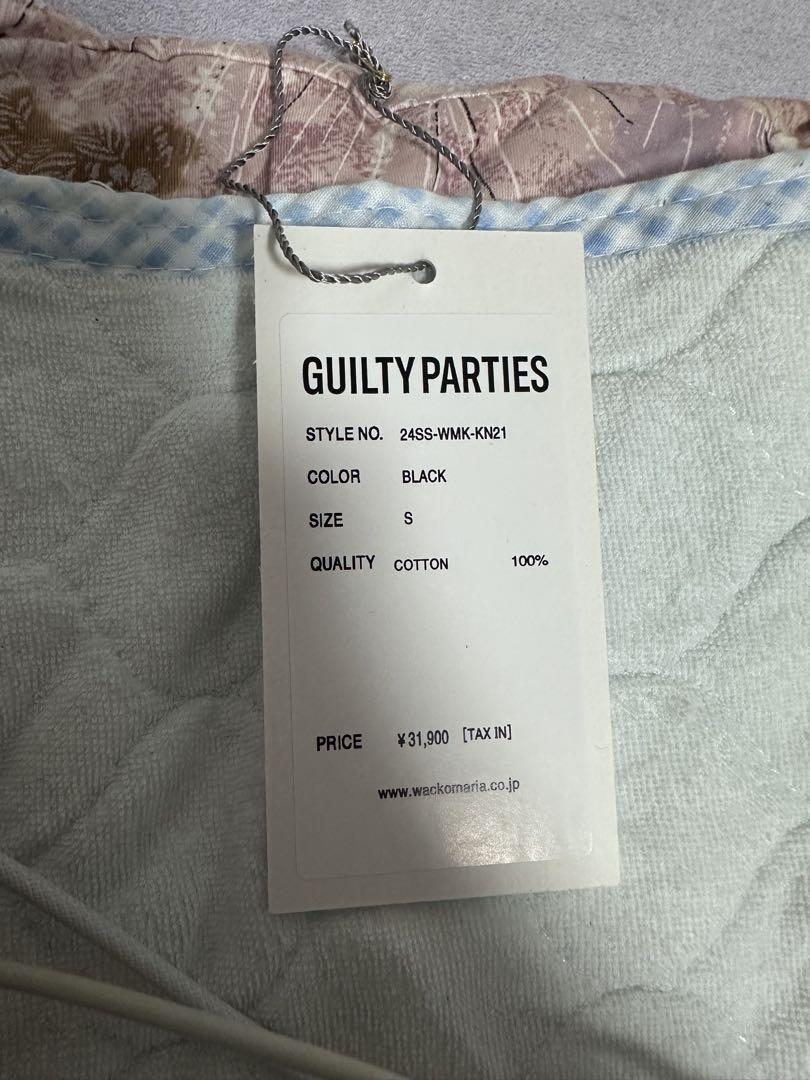 GUILTY PARTIES
STYLE NO. 24SS-WMK-KN21
COLOR BLACK
SIZE S
QUALITY COTTON 100%
PRICE ¥31,900 [TAX IN]
www.wackomaria.co.jp